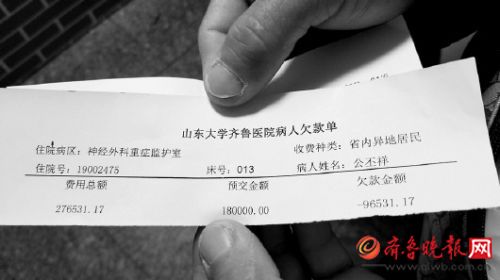 山东大学齐鲁医院病人欠款单
住院病区：神经外科重症监护室 收费种类：省内异地居民
住院号：19002475 床号：013 病人姓名：公丕祥
费用总额 预交金额 欠款金额
276531.17 180000.00 -96531.17
齐鲁晚报网
www.qlwb.com.cn